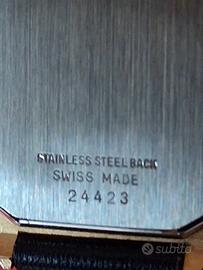 STAINLESS STEEL BACK
SWISS MADE
24423
subito